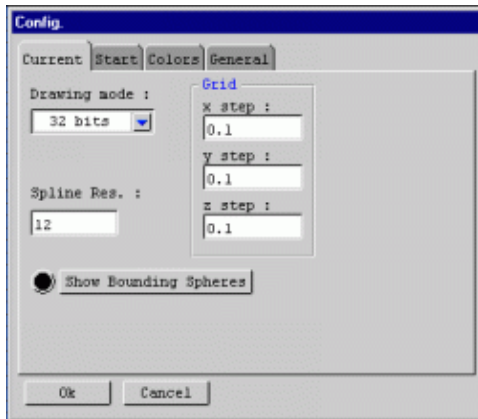 Config.
Current Start Colors General
Drawing mode :
32 bits
Spline Res. :
12
Grid
x step :
0.1
y step :
0.1
z step :
0.1
Show Bounding Spheres
Ok Cancel